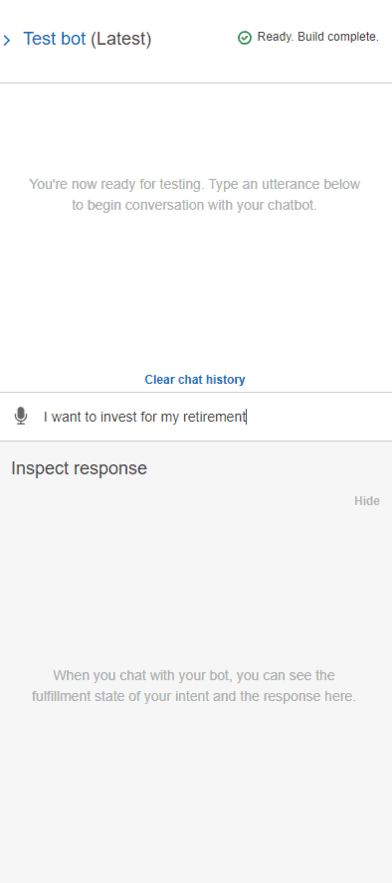 Test bot (Latest)
Ready. Build complete.
You're now ready for testing. Type an utterance below
to begin conversation with your chatbot.
Clear chat history
I want to invest for my retirement
Inspect response
Hide
When you chat with your bot, you can see the
fulfillment state of your intent and the response here.